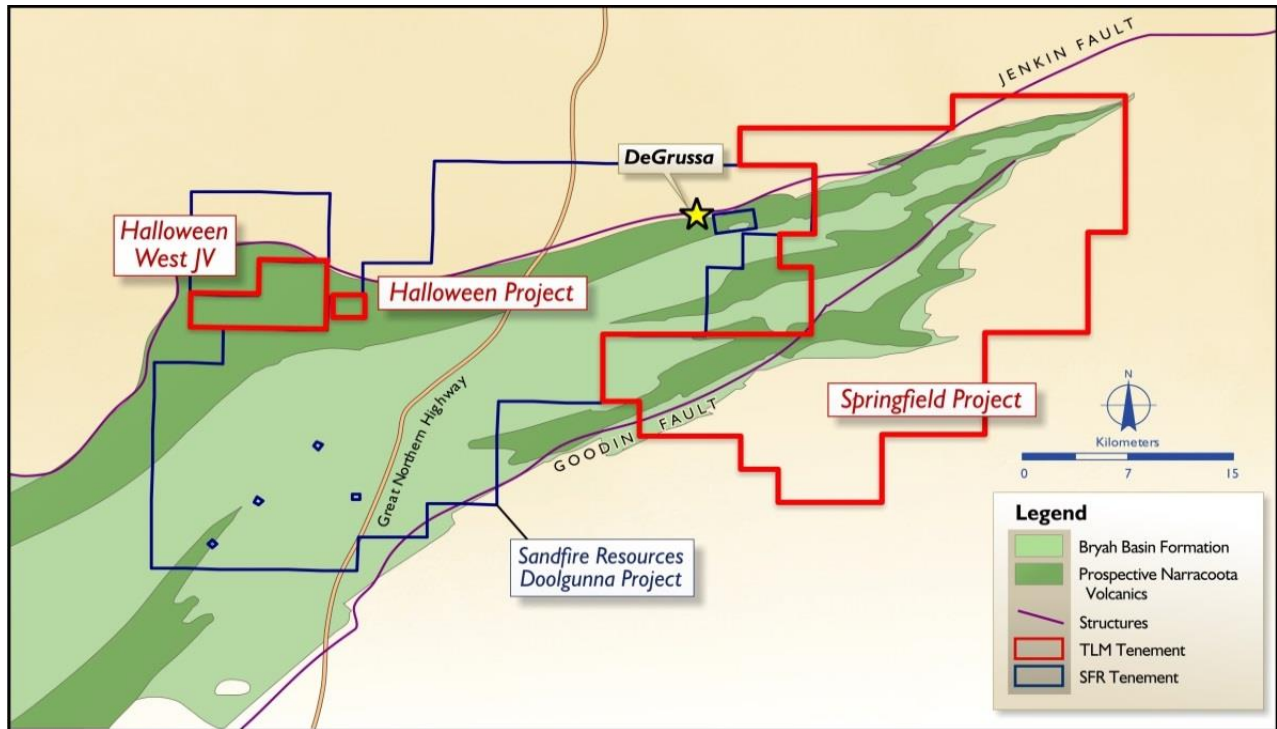 JENKIN FAULT
DeGrussa
Halloween
West JV
Halloween Project
Springfield Project
GOODIN FAULT
Great Northern Highway
Sandfire Resources
Doolgunna Project
N
Kilometers
0 7 15
Legend
Bryah Basin Formation
Prospective Narracoota
Volcanics
Structures
TLM Tenement
SFR Tenement